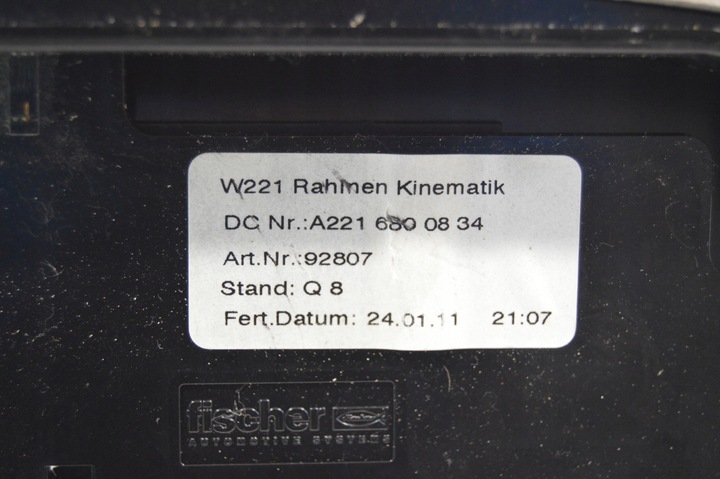 W221 Rahmen Kinematik
DC Nr.:A221 680 08 34
Art.Nr.:92807
Stand: Q 8
Fert.Datum: 24.01.11 21:07
fischer
AUTOMOTIVE SYSTEMS